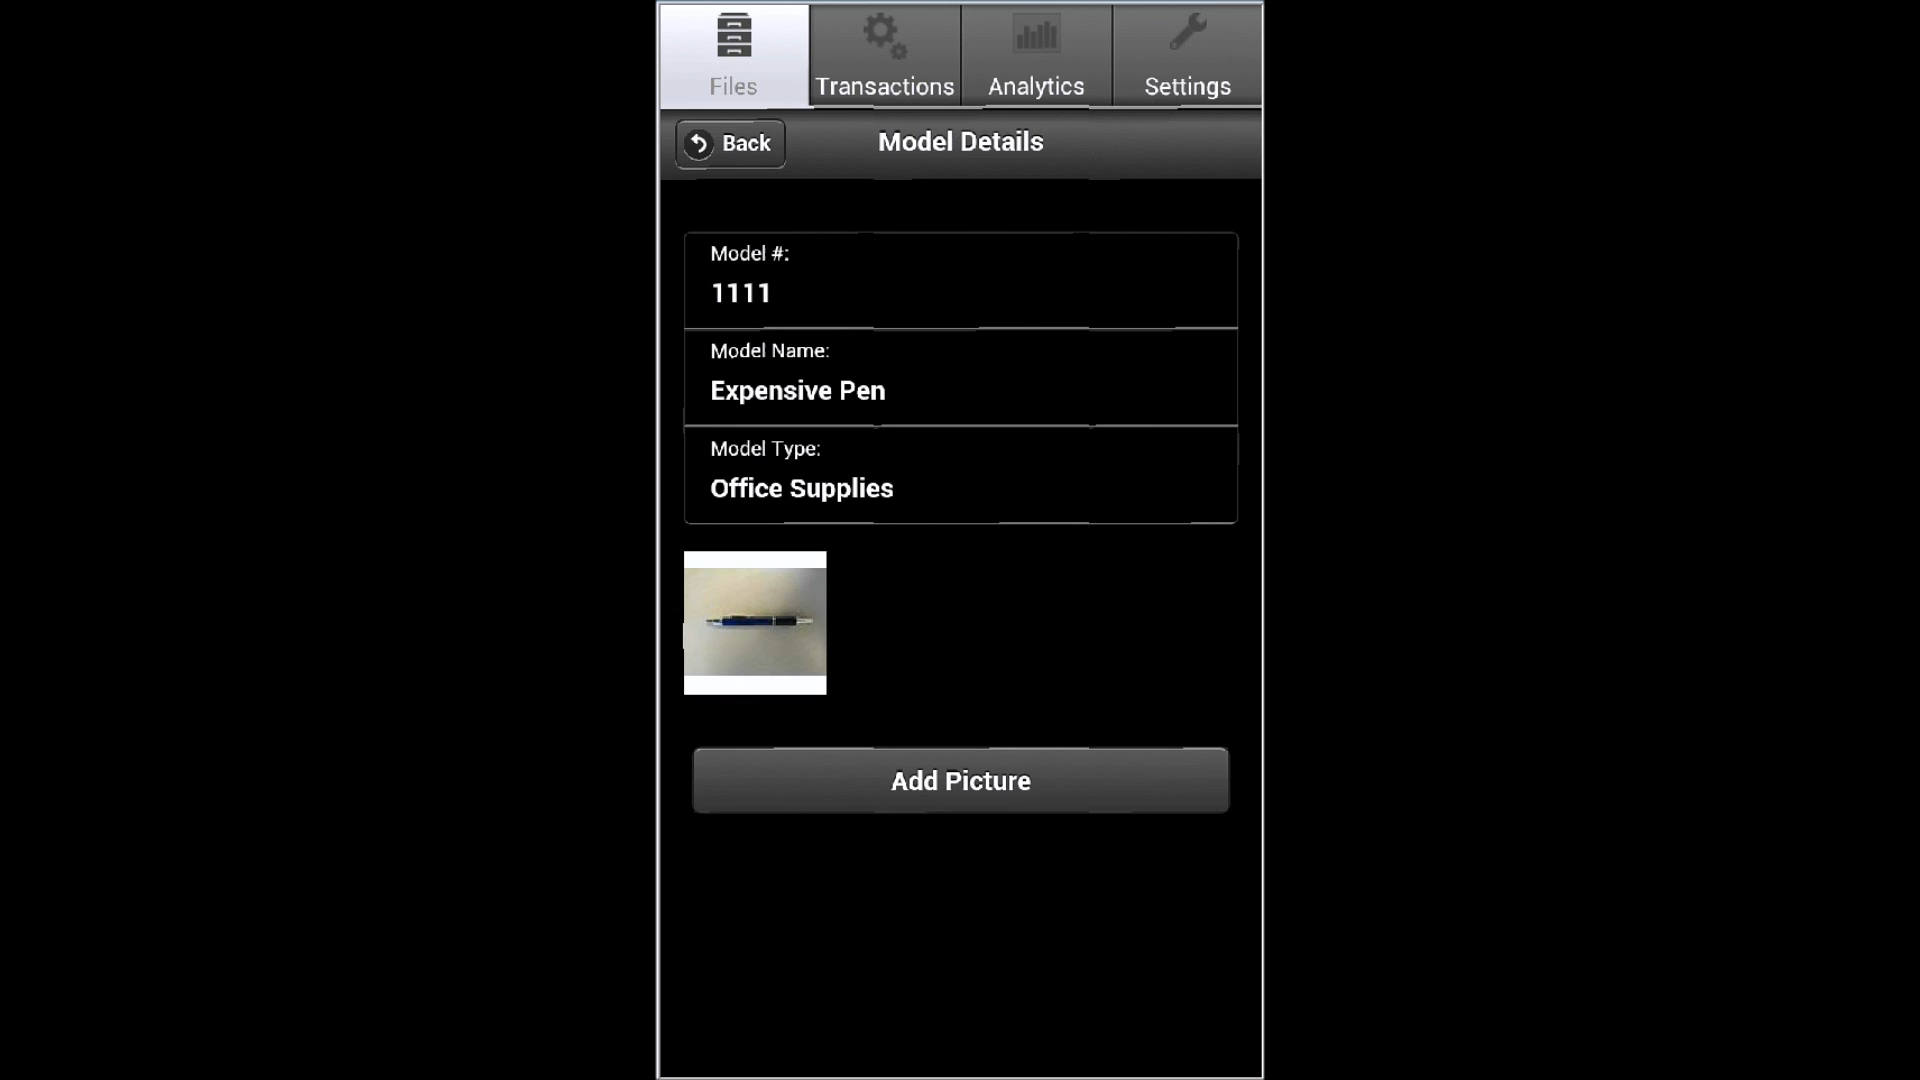 Files Transactions Analytics Settings
Back Model Details
Model #:
1111
Model Name:
Expensive Pen
Model Type:
Office Supplies
Add Picture